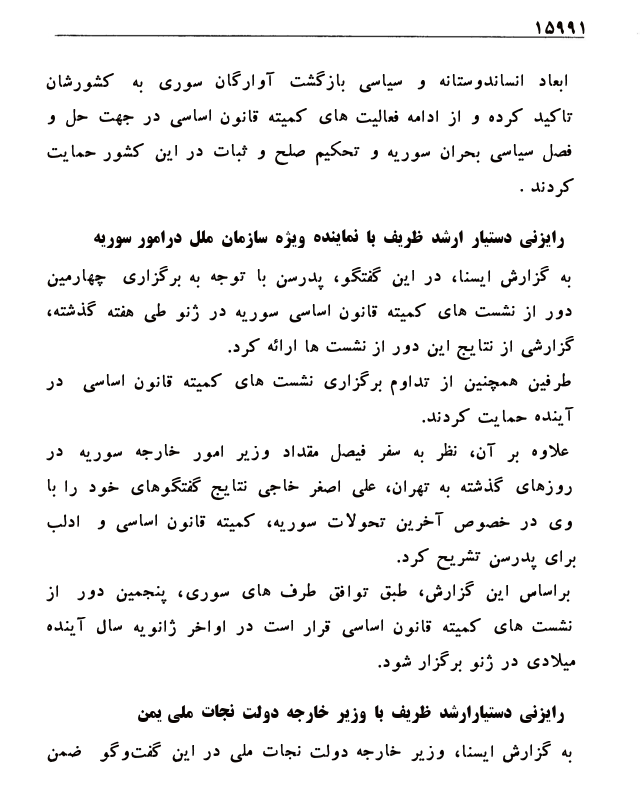 ۱۵۹۹۱
ابعاد انساندوستانه و سیاسی بازگشت آوارگان سوری به کشورشان
تاکید کرده و از ادامه فعالیت های کمیته قانون اساسی در جهت حل و
فصل سیاسی بحران سوریه و تحکیم صلح و ثبات در این کشور حمایت
کردند .
رایزنی دستیار ارشد ظریف با نماینده ویژه سازمان ملل درامور سوریه
به گزارش ایسنا، در این گفتگو، پدرسن با توجه به برگزاری چهارمین
دور از نشست های کمیته قانون اساسی سوریه در ژنو طی هفته گذشته،
گزارشی از نتایج این دور از نشست ها ارائه کرد.
طرفین همچنین از تداوم برگزاری نشست های کمیته قانون اساسی در
آینده حمایت کردند.
علاوه بر آن، نظر به سفر فیصل مقداد وزیر امور خارجه سوریه در
روزهای گذشته به تهران، علی اصغر خاجی نتایج گفتگوهای خود را با
وی در خصوص آخرین تحولات سوریه، کمیته قانون اساسی و ادلب
برای پدرسن تشریح کرد.
براساس این گزارش، طبق توافق طرف های سوری، پنجمین دور از
نشست های کمیته قانون اساسی قرار است در اواخر ژانویه سال آینده
میلادی در ژنو برگزار شود.
رایزنی دستیارارشد ظریف با وزیر خارجه دولت نجات ملی یمن
به گزارش ایسنا، وزیر خارجه دولت نجات ملی در این گفت‌وگو ضمن